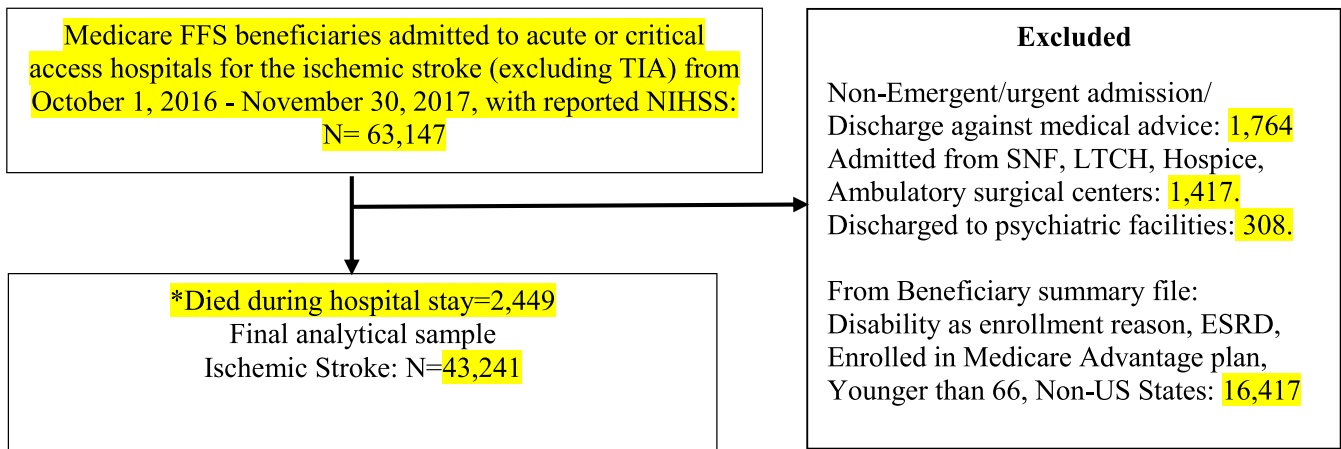 Medicare FFS beneficiaries admitted to acute or critical
access hospitals for the ischemic stroke (excluding TIA) from
October 1, 2016 - November 30, 2017, with reported NIHSS:
N= 63,147
*Died during hospital stay=2,449
Final analytical sample
Ischemic Stroke: N=43,241
Excluded
Non-Emergent/urgent admission/
Discharge against medical advice: 1,764
Admitted from SNF, LTCH, Hospice,
Ambulatory surgical centers: 1,417.
Discharged to psychiatric facilities: 308.
From Beneficiary summary file:
Disability as enrollment reason, ESRD,
Enrolled in Medicare Advantage plan,
Younger than 66, Non-US States: 16,417